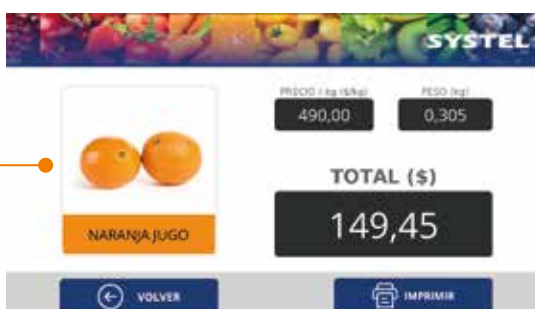 SYSTEL
PRECIO / kg ($/kg)
PESO (kg)
490,00
0,305
TOTAL ($)
149,45
NARANJA JUGO
VOLVER
IMPRIMIR